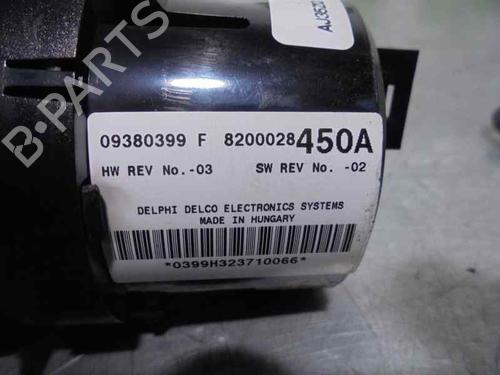 AU3520
09380399 F 8200028450A
HW REV No.-03 SW REV No. -02
DELPHI DELCO ELECTRONICS SYSTEMS
MADE IN HUNGARY
*0399H323710066*
B-PARTS